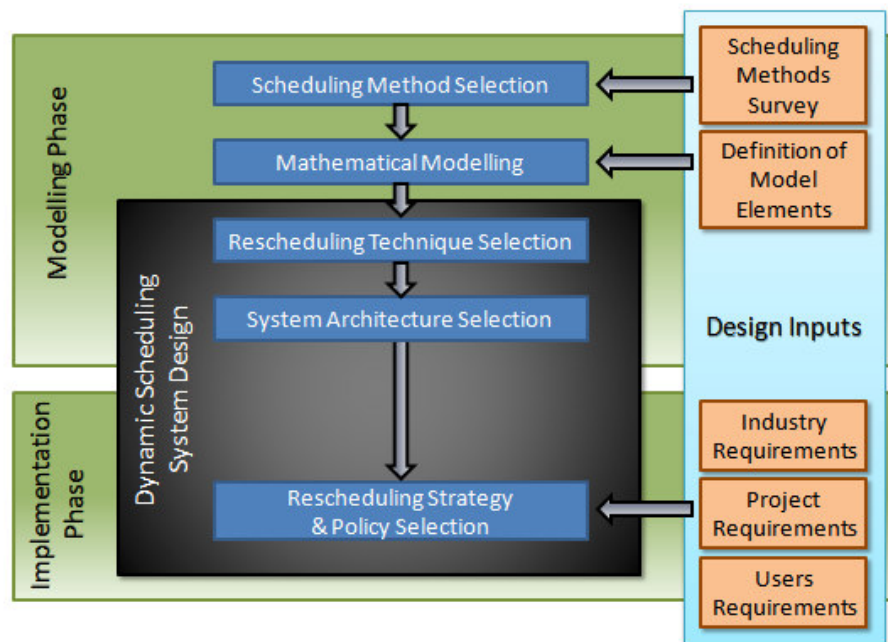 Modelling Phase
Scheduling Method Selection
Mathematical Modelling
Dynamic Scheduling
System Design
Rescheduling Technique Selection
System Architecture Selection
Implementation
Phase
Rescheduling Strategy
& Policy Selection
Scheduling
Methods
Survey
Definition of
Model
Elements
Design Inputs
Industry
Requirements
Project
Requirements
Users
Requirements